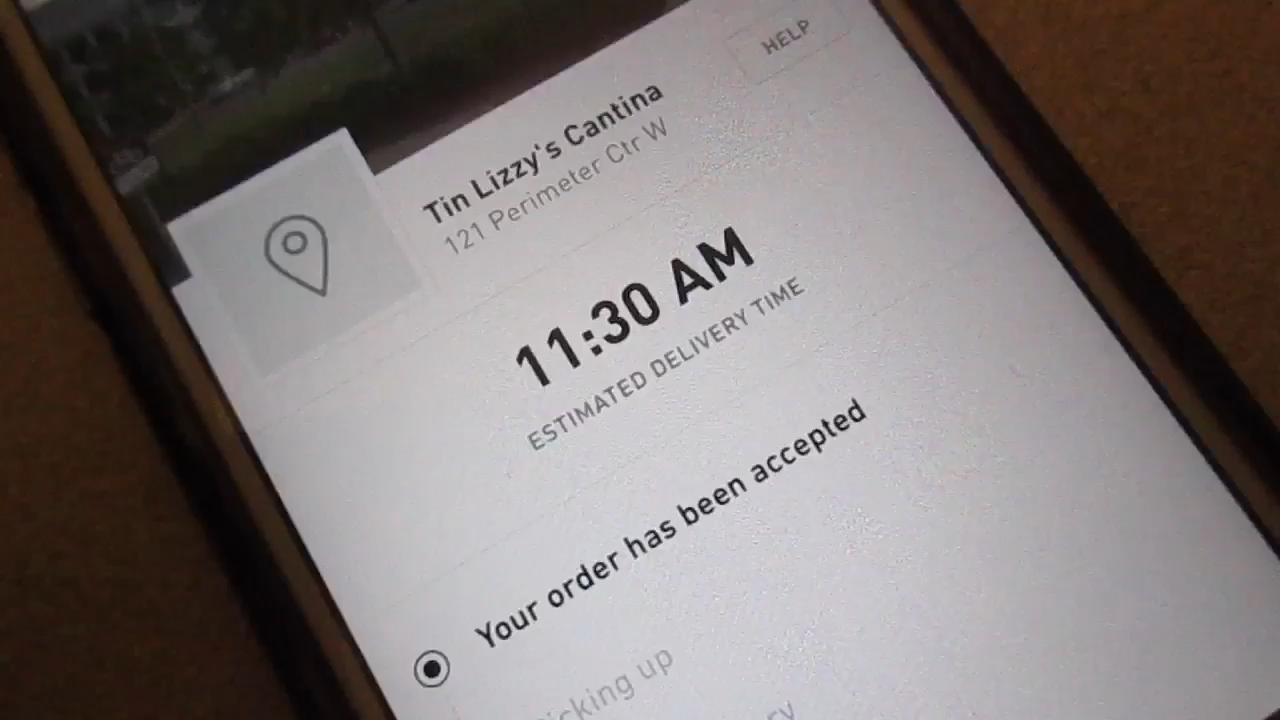 HELP
Tin Lizzy's Cantina
121 Perimeter Ctr W
11:30 AM
ESTIMATED DELIVERY TIME
Your order has been accepted
up